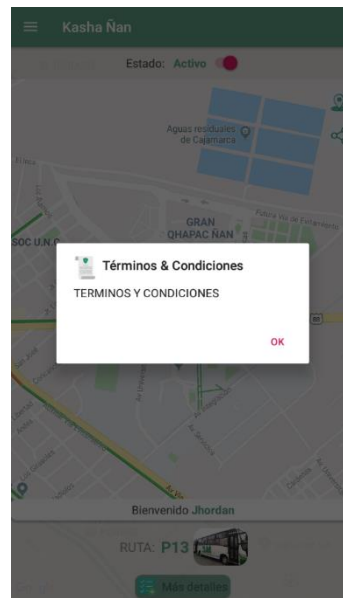 Kasha Ñan
Estado: Activo
Aguas residuales
de Cajamarca
GRAN
QHAPAC ÑAN
SOC U.N.C
Términos & Condiciones
TERMINOS Y CONDICIONES
OK
Bienvenido Jhordan
RUTA: P13
Más detalles